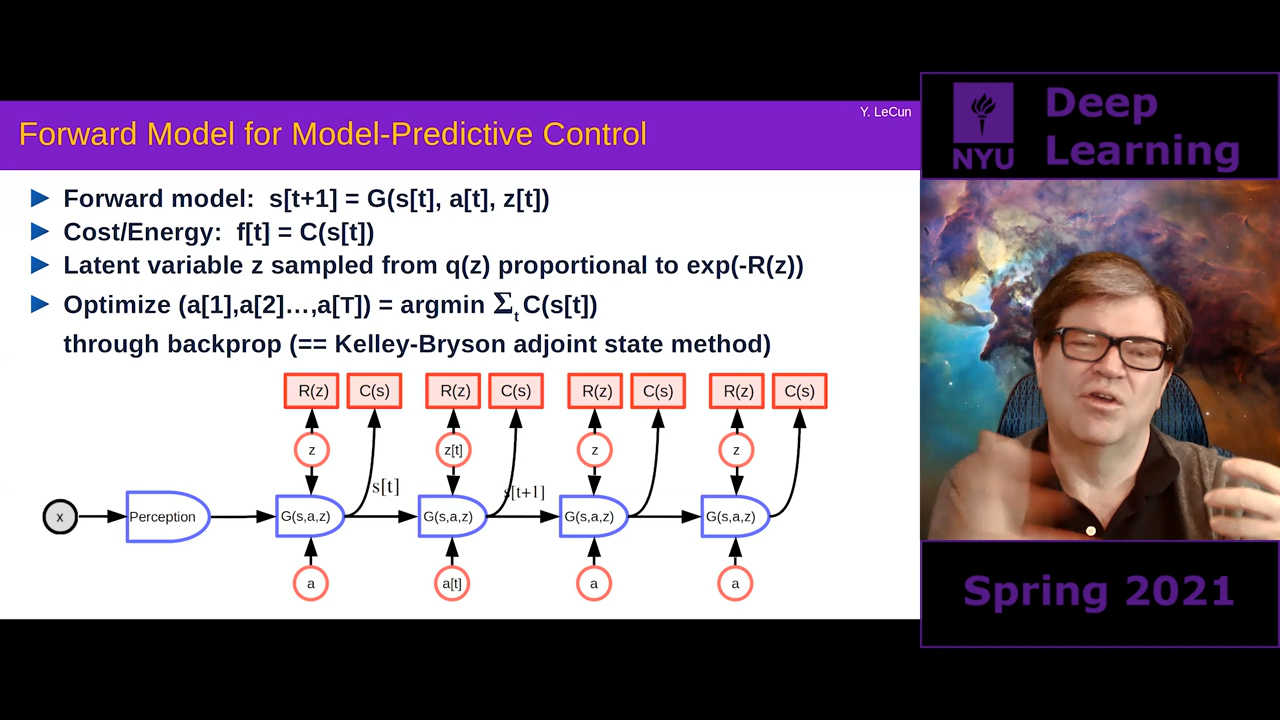 Y. LeCun
Forward Model for Model-Predictive Control
Forward model: s[t+1] = G(s[t], a[t], z[t])
Cost/Energy: f[t] = C(s[t])
Latent variable z sampled from q(z) proportional to exp(-R(z))
Optimize (a[1],a[2]…,a[T]) = argmin Σt C(s[t])
through backprop (== Kelley-Bryson adjoint state method)
R(z) C(s) R(z) C(s) R(z) C(s) R(z) C(s)
z z[t] z z
s[t] s[t+1]
x Perception G(s,a,z) G(s,a,z) G(s,a,z) G(s,a,z)
a a[t] a a
NYU
Deep
Learning
Spring 2021